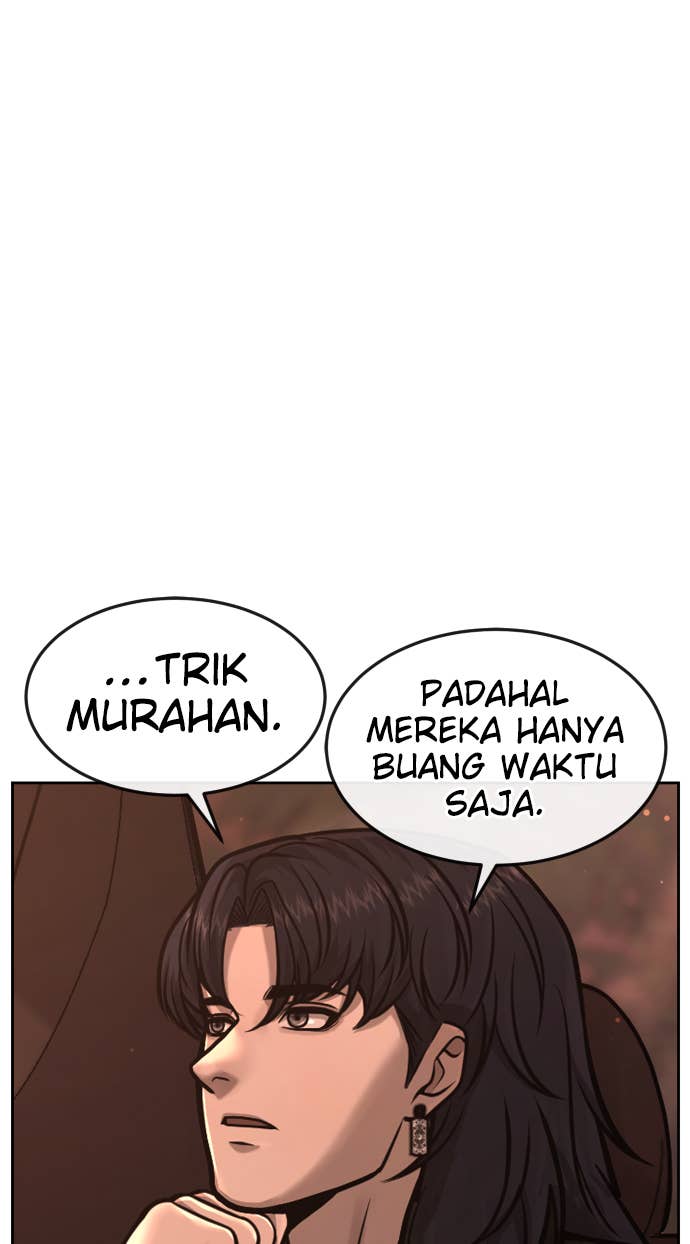 ...TRIK
MURAHAN.
PADAHAL
MEREKA HANYA
BUANG WAKTU
SAJA.